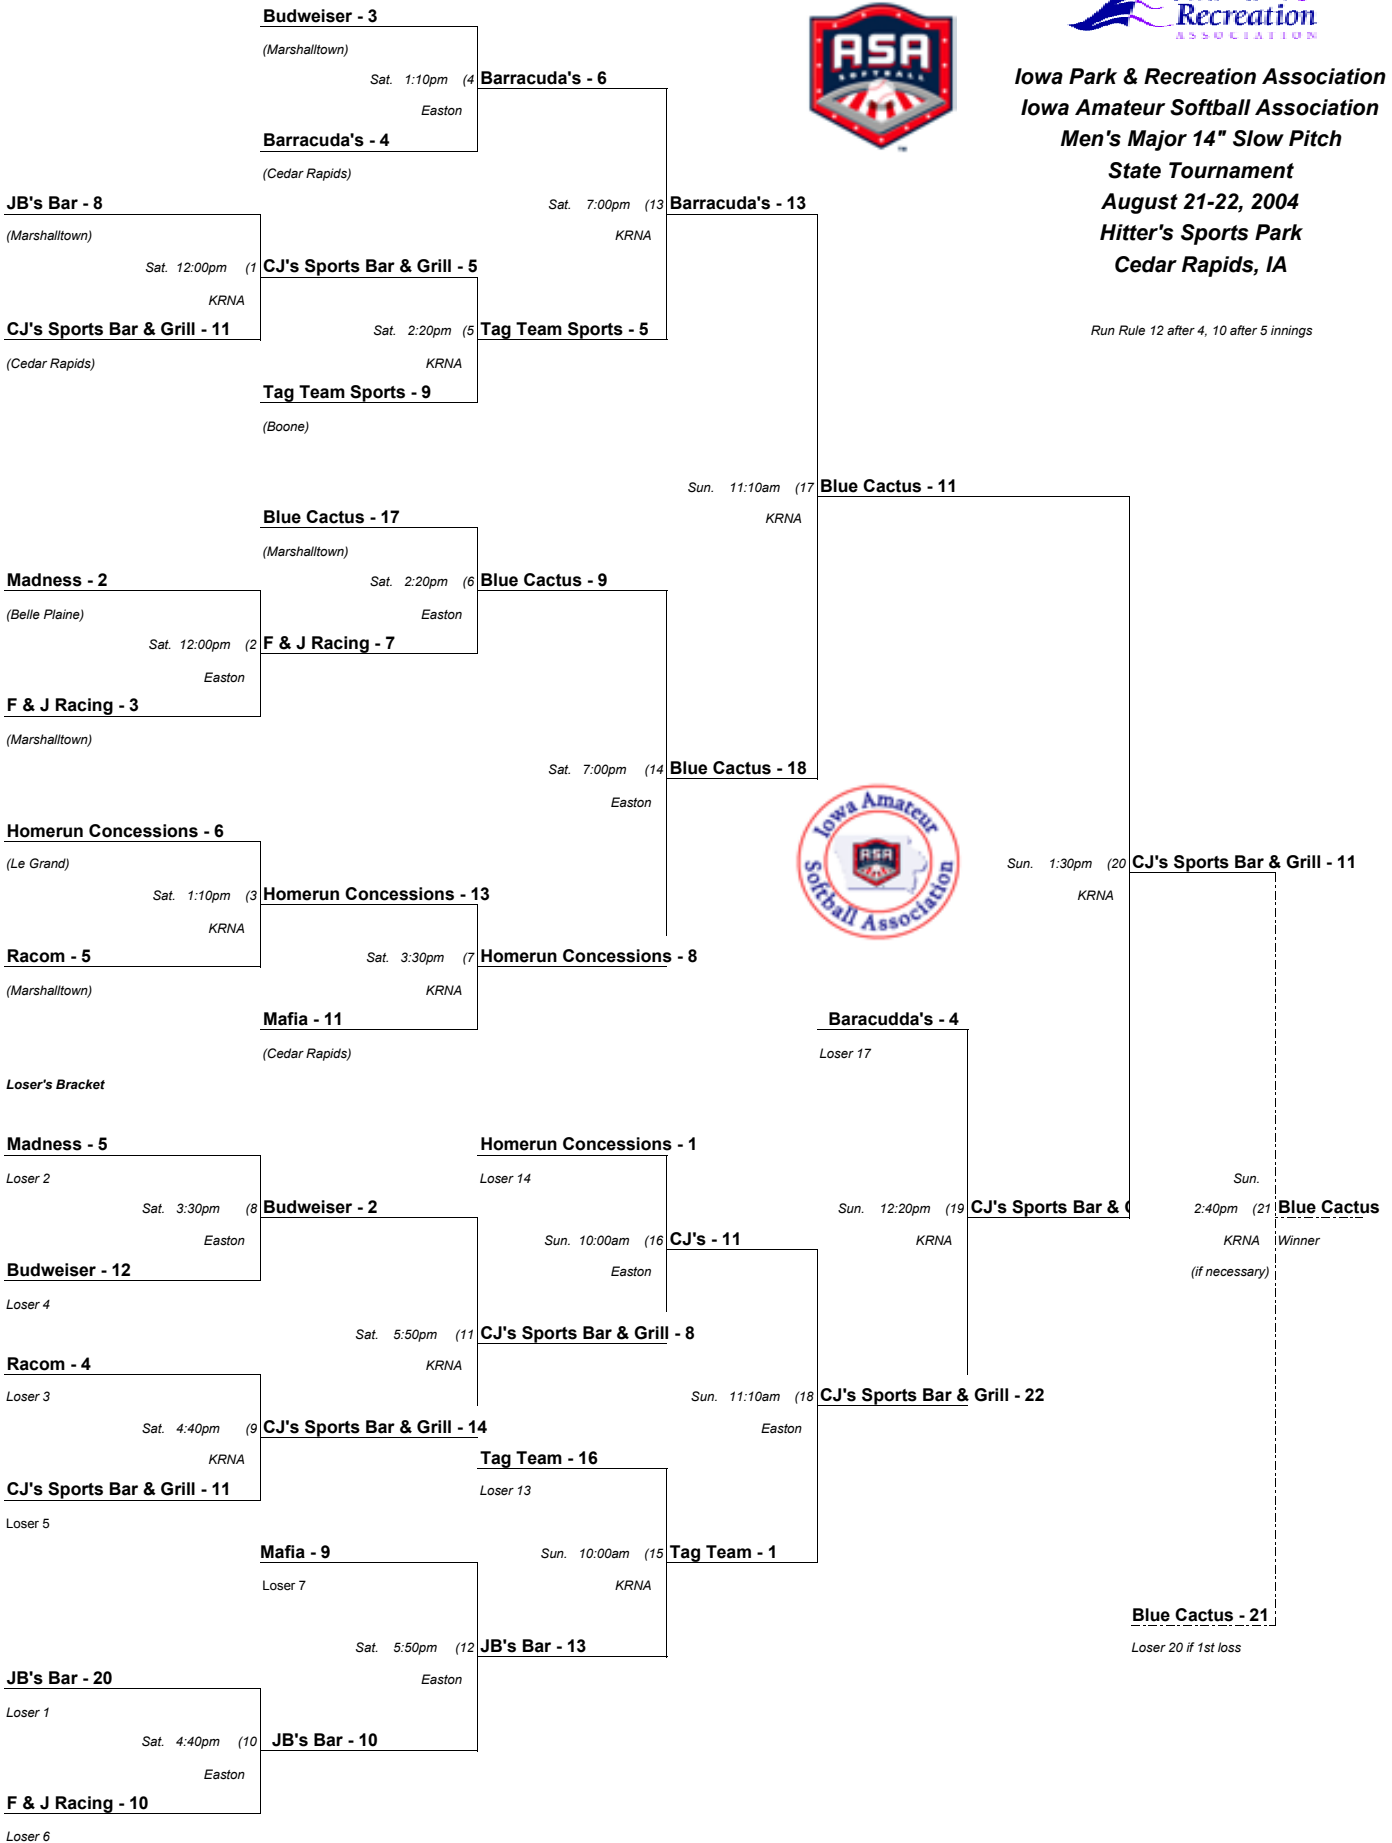 Budweiser - 3
(Marshalltown)
Sat. 1:10pm (4 Barracuda's - 6
Easton
Barracuda's - 4
(Cedar Rapids)
JB's Bar - 8
(Marshalltown)
Sat. 7:00pm (13 Barracuda's - 13
KRNA
Sat. 12:00pm (1 CJ's Sports Bar & Grill - 5
KRNA
CJ's Sports Bar & Grill - 11
(Cedar Rapids)
Sat. 2:20pm (5 Tag Team Sports - 5
KRNA
Tag Team Sports - 9
(Boone)
ASA
SOFTBALL
TM
Recreation
ASSOCIATION
Iowa Park & Recreation Association
Iowa Amateur Softball Association
Men's Major 14" Slow Pitch
State Tournament
August 21-22, 2004
Hitter's Sports Park
Cedar Rapids, IA
Run Rule 12 after 4, 10 after 5 innings
Sun. 11:10am (17 Blue Cactus - 11
KRNA
Blue Cactus - 17
(Marshalltown)
Madness - 2
(Belle Plaine)
Sat. 2:20pm (6 Blue Cactus - 9
Easton
Sat. 12:00pm (2 F & J Racing - 7
Easton
F & J Racing - 3
(Marshalltown)
Sat. 7:00pm (14 Blue Cactus - 18
Easton
Homerun Concessions - 6
(Le Grand)
Sat. 1:10pm (3 Homerun Concessions - 13
KRNA
Racom - 5
(Marshalltown)
Sat. 3:30pm (7 Homerun Concessions - 8
KRNA
Mafia - 11
(Cedar Rapids)
Iowa Amateur
Softball Association
ASA
Sun. 1:30pm (20 CJ's Sports Bar & Grill - 11
KRNA
Baracudda's - 4
Loser 17
Loser's Bracket
Madness - 5
Loser 2
Homerun Concessions - 1
Loser 14
Sat. 3:30pm (8 Budweiser - 2
Easton
Budweiser - 12
Loser 4
Sun. 10:00am (16 CJ's - 11
Easton
Sun. 12:20pm (19 CJ's Sports Bar &
KRNA
Sun.
2:40pm (21 Blue Cactus
KRNA Winner
(if necessary)
Sat. 5:50pm (11 CJ's Sports Bar & Grill - 8
KRNA
Racom - 4
Loser 3
Sat. 4:40pm (9 CJ's Sports Bar & Grill - 14
KRNA
CJ's Sports Bar & Grill - 11
Loser 5
Sun. 11:10am (18 CJ's Sports Bar & Grill - 22
Easton
Tag Team - 16
Loser 13
Mafia - 9
Loser 7
Sun. 10:00am (15 Tag Team - 1
KRNA
Sat. 5:50pm (12 JB's Bar - 13
Easton
Blue Cactus - 21
Loser 20 if 1st loss
JB's Bar - 20
Loser 1
Sat. 4:40pm (10 JB's Bar - 10
Easton
F & J Racing - 10
Loser 6